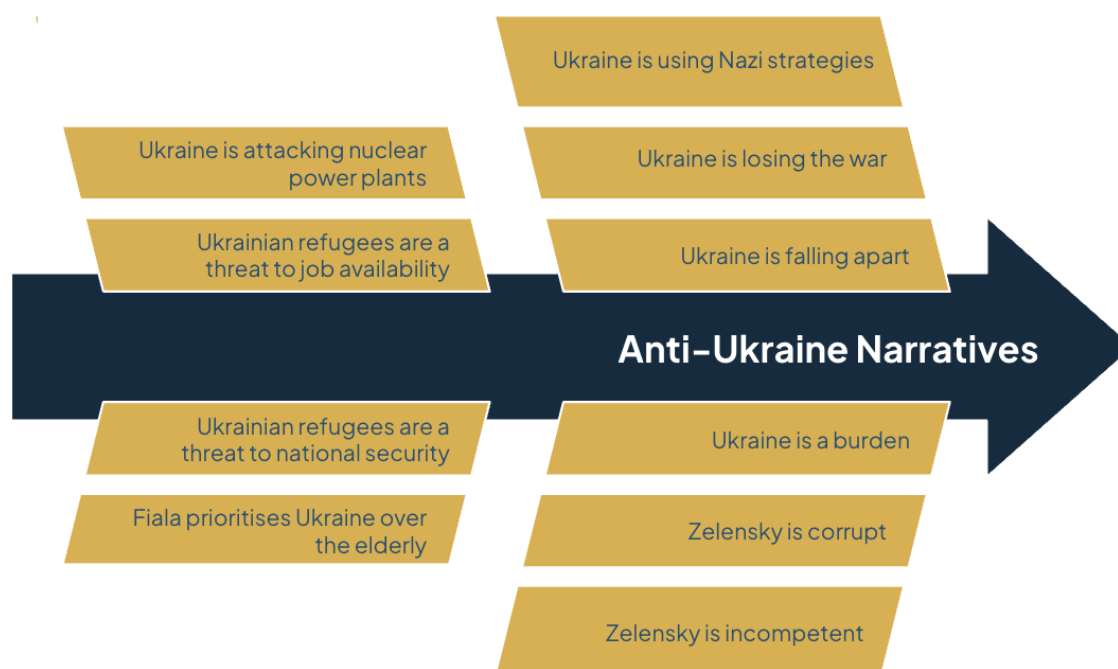 Ukraine is using Nazi strategies
Ukraine is attacking nuclear
power plants
Ukraine is losing the war
Ukrainian refugees are a
threat to job availability
Ukraine is falling apart
Anti-Ukraine Narratives
Ukrainian refugees are a
threat to national security
Ukraine is a burden
Fiala prioritises Ukraine over
the elderly
Zelensky is corrupt
Zelensky is incompetent